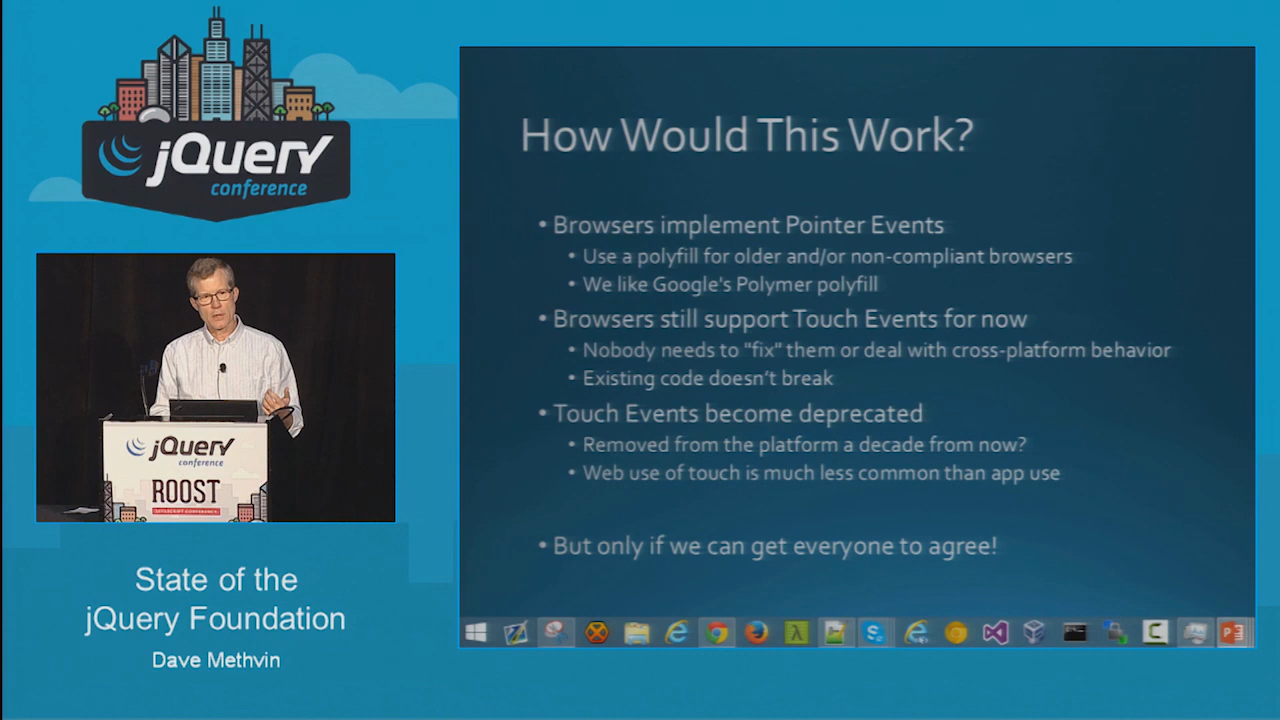 jQuery
conference
How Would This Work?
• Browsers implement Pointer Events
• Use a polyfill for older and/or non-compliant browsers
• We like Google's Polymer polyfill
• Browsers still support Touch Events for now
• Nobody needs to "fix" them or deal with cross-platform behavior
• Existing code doesn't break
• Touch Events become deprecated
• Removed from the platform a decade from now?
• Web use of touch is much less common than app use
• But only if we can get everyone to agree!
jQuery
conference
ROOST
JAVASCRIPT CONFERENCE
State of the
jQuery Foundation
Dave Methvin